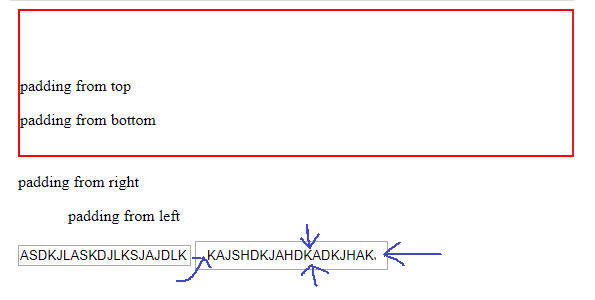 padding from top
padding from bottom
padding from right
padding from left
ASDKJLASKDJLKSJAJDLK KAJSHDKJAHDKADKJHAK